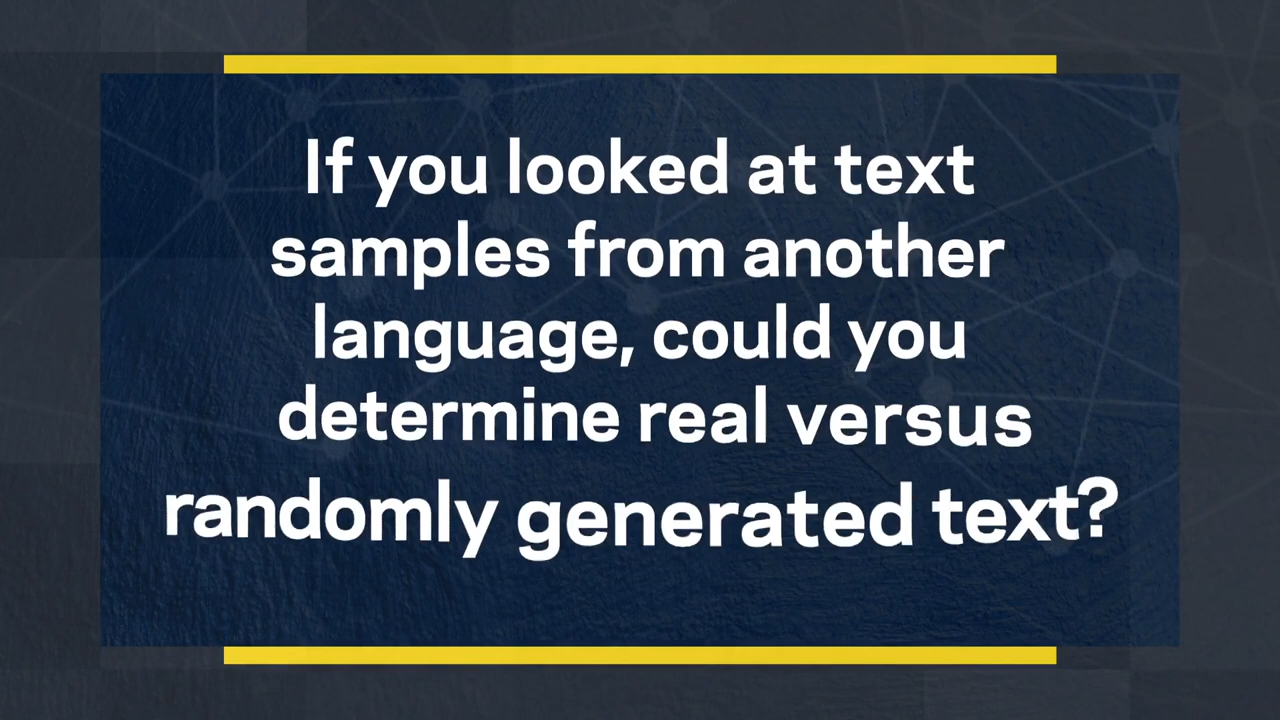 If you looked at text
samples from another
language, could you
determine real versus
randomly generated text?